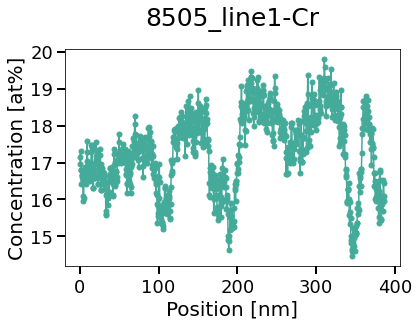 8505_line1-Cr
Concentration [at%]
20
19
18
17
16
15
0 100 200 300 400
Position [nm]